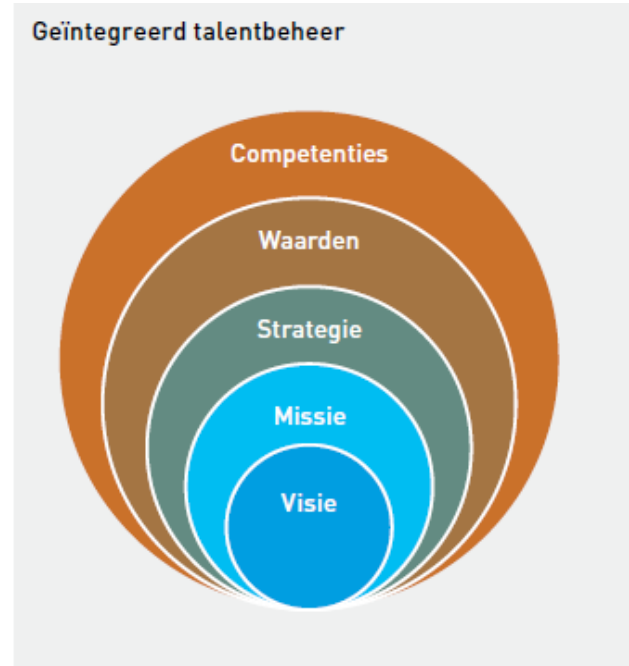 Geïntegreerd talentbeheer
Competenties
Waarden
Strategie
Missie
Visie